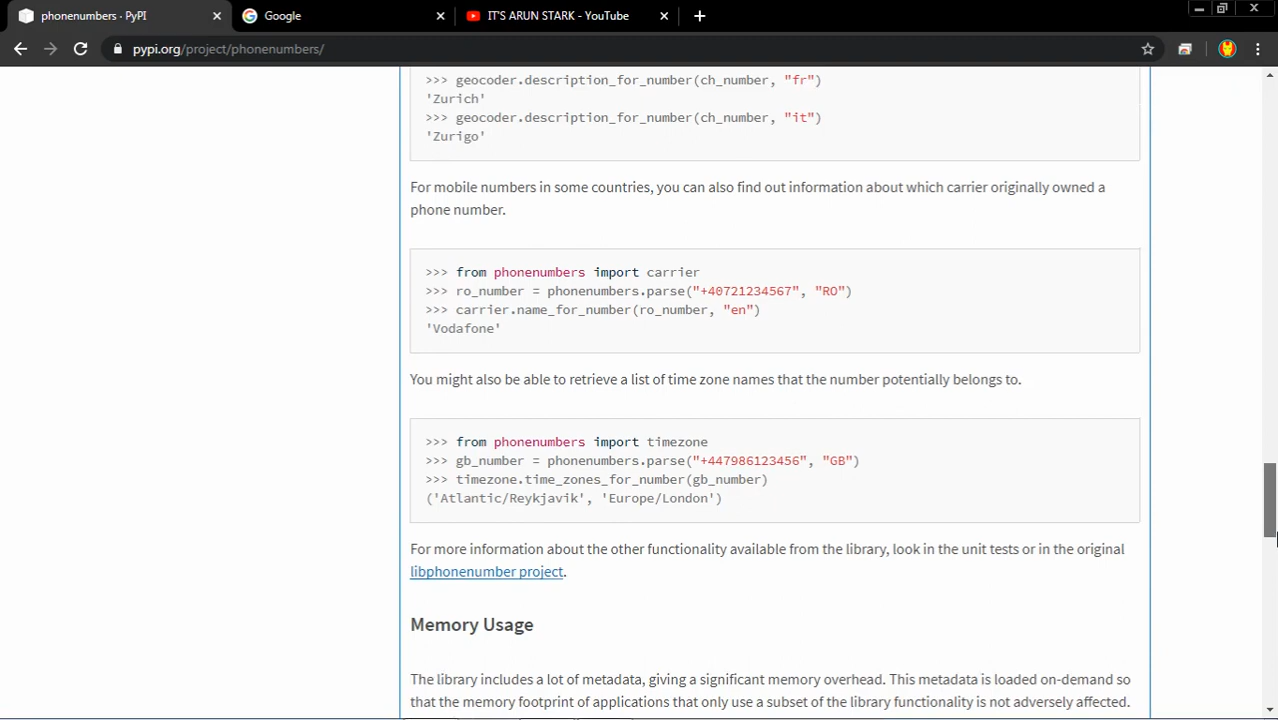 phonenumbers · PyPI
Google
IT'S ARUN STARK - YouTube
pypi.org/project/phonenumbers/
>>> geocoder.description_for_number(ch_number, "fr")
'Zurich'
>>> geocoder.description_for_number(ch_number, "it")
'Zurigo'
For mobile numbers in some countries, you can also find out information about which carrier originally owned a
phone number.
>>> from phonenumbers import carrier
>>> ro_number = phonenumbers.parse("+40721234567", "RO")
>>> carrier.name_for_number(ro_number, "en")
'Vodafone'
You might also be able to retrieve a list of time zone names that the number potentially belongs to.
>>> from phonenumbers import timezone
>>> gb_number = phonenumbers.parse("+447986123456", "GB")
>>> timezone.time_zones_for_number(gb_number)
('Atlantic/Reykjavik', 'Europe/London')
For more information about the other functionality available from the library, look in the unit tests or in the original
libphonenumber project.
Memory Usage
The library includes a lot of metadata, giving a significant memory overhead. This metadata is loaded on-demand so
that the memory footprint of applications that only use a subset of the library functionality is not adversely affected.